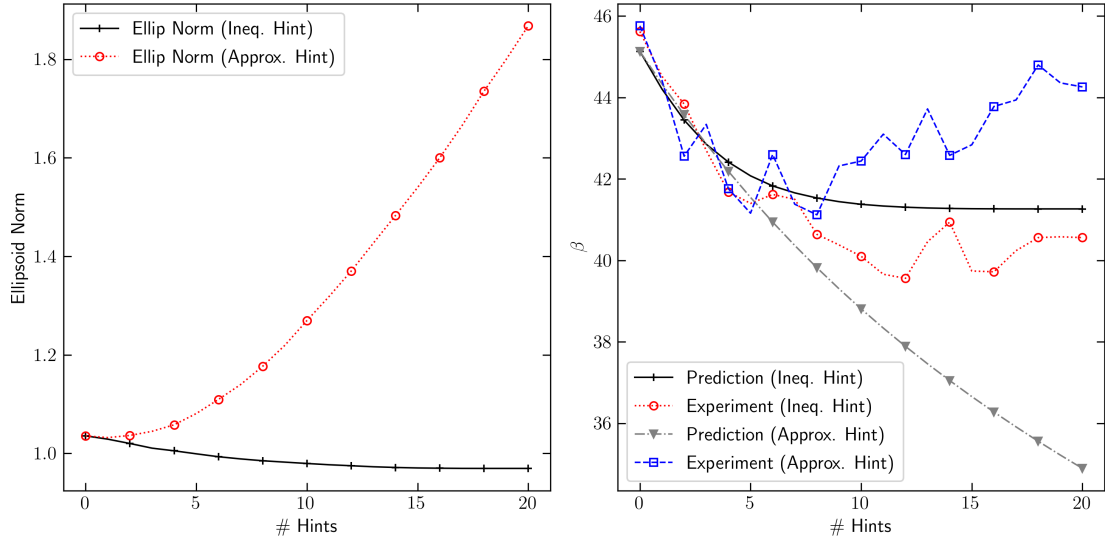 Ellip Norm (Ineq. Hint)
Ellip Norm (Approx. Hint)
1.8
1.6
1.4
1.2
1.0
Ellipsoid Norm
0
5
10
15
20
# Hints
46
44
42
40
38
36
β
Prediction (Ineq. Hint)
Experiment (Ineq. Hint)
Prediction (Approx. Hint)
Experiment (Approx. Hint)
0
5
10
15
20
# Hints